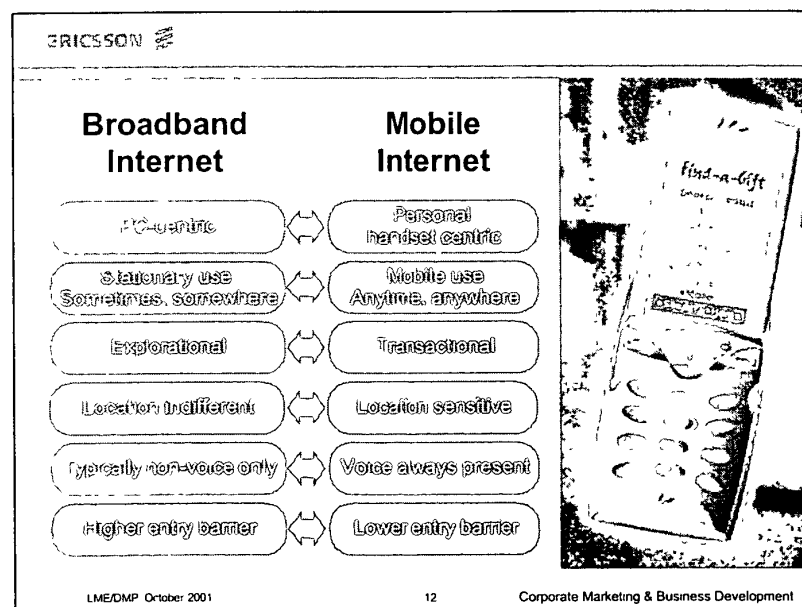 ERICSSON
Broadband
Internet
Mobile
Internet
PC-centric
Personal
handset centric
Stationary use
Sometimes, somewhere
Mobile use
Anytime, anywhere
Explorational
Transactional
Location indifferent
Location sensitive
Typically non-voice only
Voice always present
Higher entry barrier
Lower entry barrier
Find-a-Gift
LME/DMP October 2001
12
Corporate Marketing & Business Development